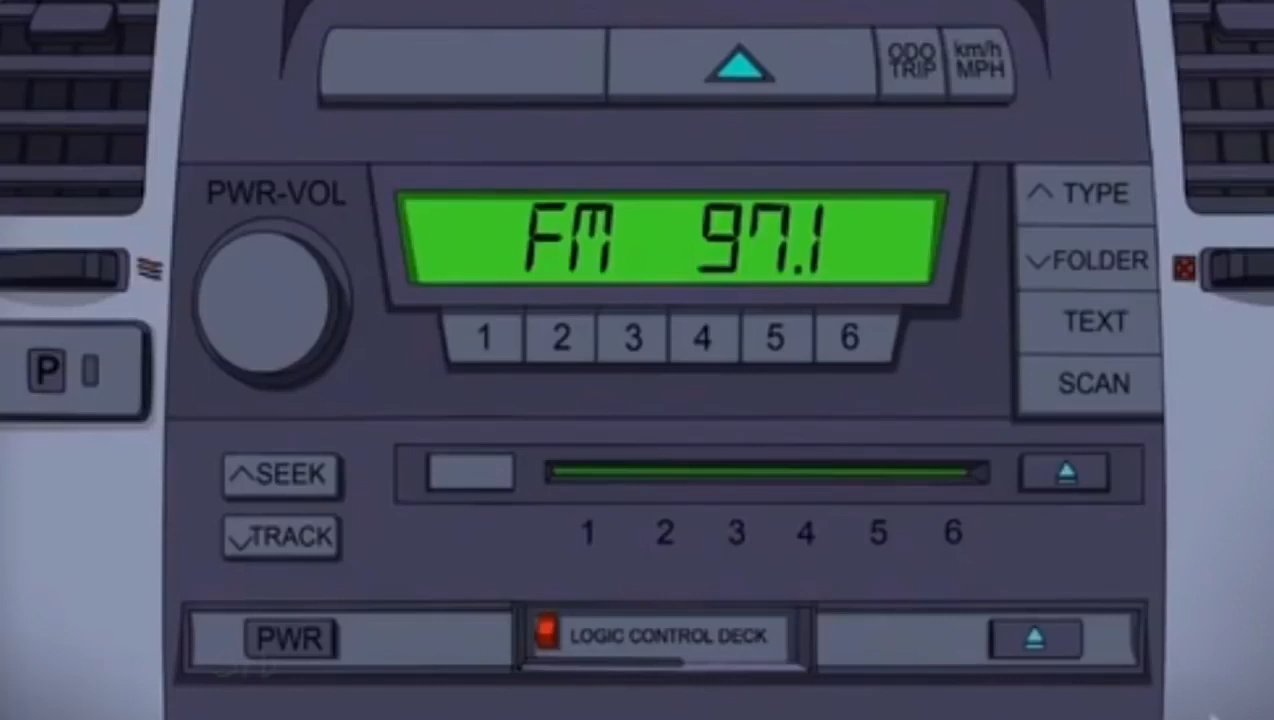 ODO
TRIP
km/h
MPH
PWR-VOL
FM 97.1
TYPE
FOLDER
TEXT
SCAN
1 2 3 4 5 6
P
SEEK
TRACK
1 2 3 4 5 6
PWR
LOGIC CONTROL DECK